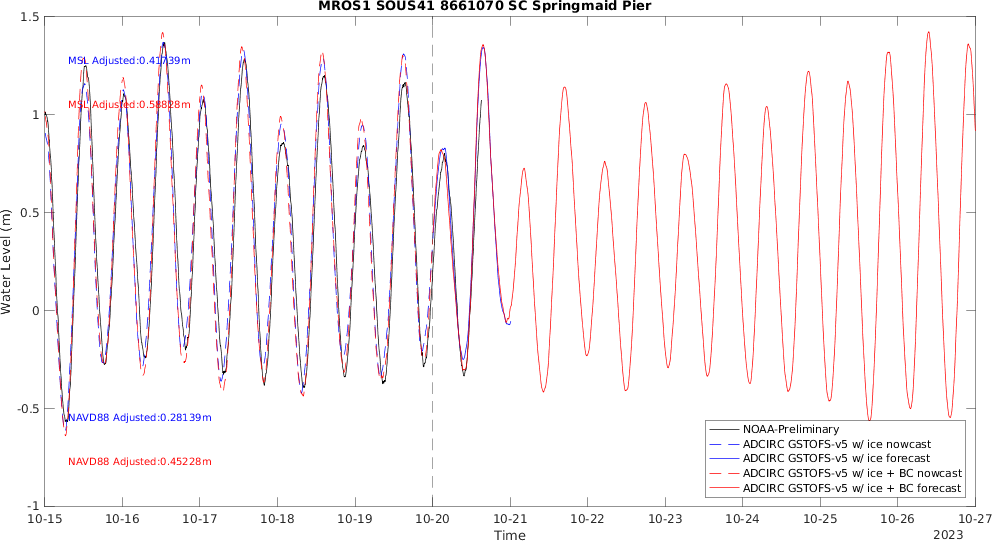 MROS1 SOUS41 8661070 SC Springmaid Pier
1.5
1
0.5
0
-0.5
-1
Water Level (m)
MSL Adjusted:0.41739m
MSL Adjusted:0.58828m
NAVD88 Adjusted:0.28139m
NAVD88 Adjusted:0.45228m
NOAA-Preliminary
ADCIRC GSTOFS-v5 w/ ice nowcast
ADCIRC GSTOFS-v5 w/ ice forecast
ADCIRC GSTOFS-v5 w/ ice + BC nowcast
ADCIRC GSTOFS-v5 w/ ice + BC forecast
10-15 10-16 10-17 10-18 10-19 10-20 10-21 10-22 10-23 10-24 10-25 10-26 10-27
Time
2023